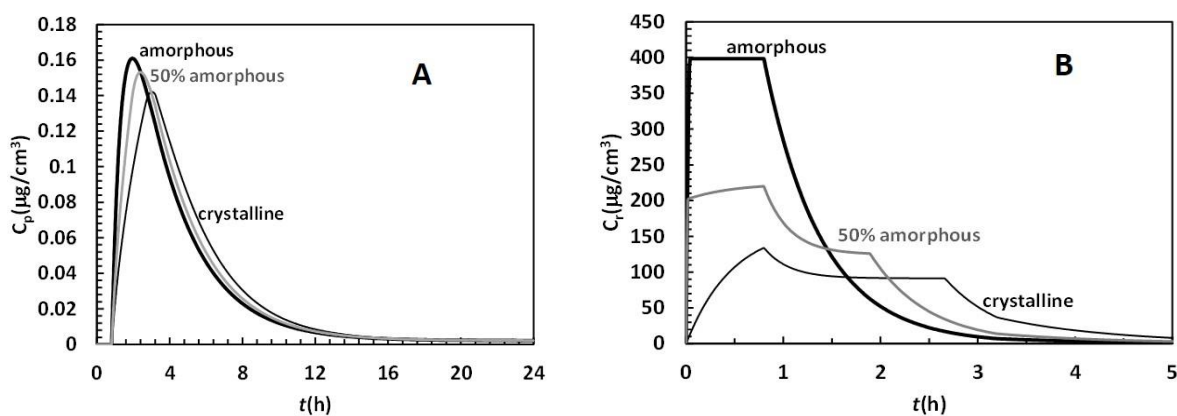 0.18
0.16
0.14
0.12
0.1
0.08
0.06
0.04
0.02
0
Cp(µg/cm³)
amorphous
50% amorphous
crystalline
A
0 4 8 12 16 20 24
t(h)
450
400
350
300
250
200
150
100
50
0
Cr(µg/cm³)
amorphous
B
50% amorphous
crystalline
0 1 2 3 4 5
t(h)